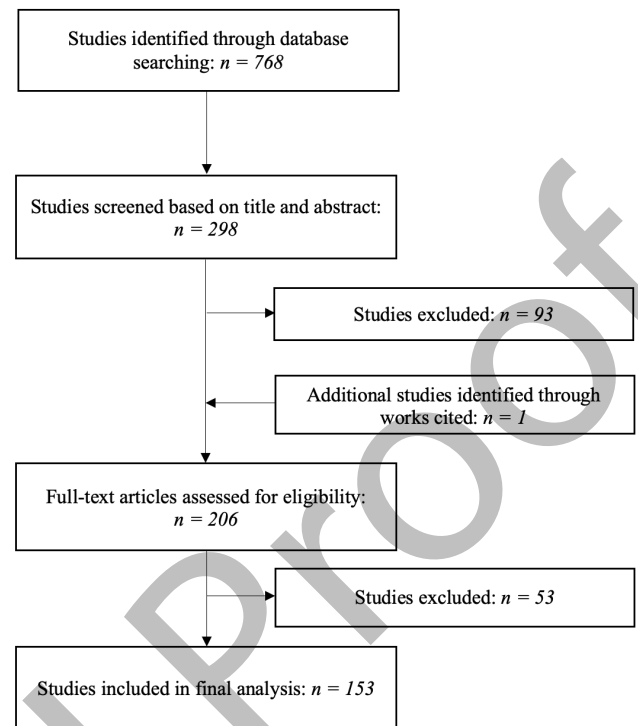 Studies identified through database
searching: n = 768
Studies screened based on title and abstract:
n = 298
Studies excluded: n = 93
Additional studies identified through
works cited: n = 1
Full-text articles assessed for eligibility:
n = 206
Studies excluded: n = 53
Studies included in final analysis: n = 153
Proof